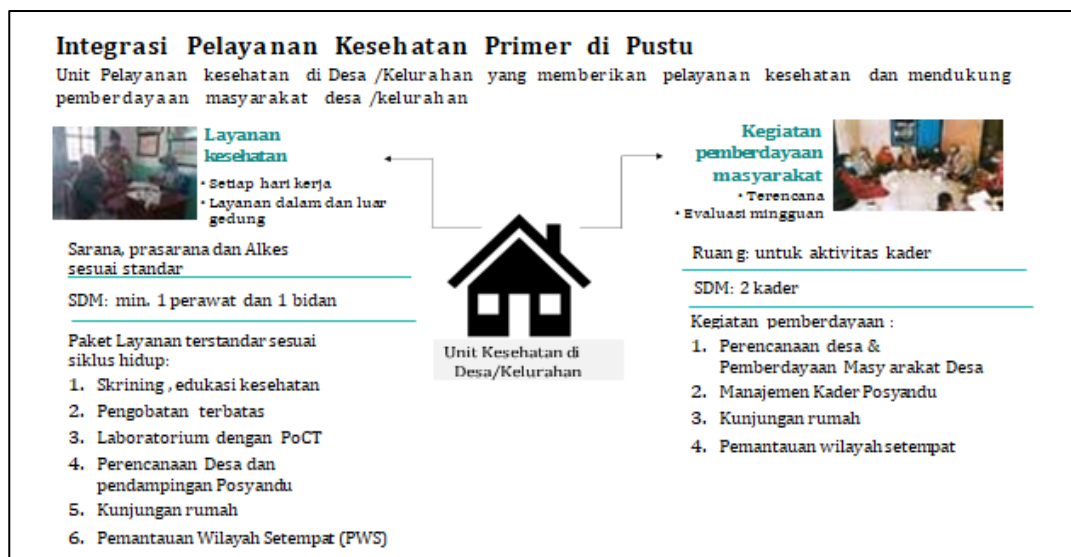 Integrasi Pelayanan Kesehatan Primer di Pustu
Unit Pelayanan kesehatan di Desa /Kelurahan yang memberikan pelayanan kesehatan dan mendukung
pemberdayaan masyarakat desa /kelurahan
Layanan
kesehatan
• Setiap hari kerja
• Layanan dalam dan luar
gedung
Sarana, prasarana dan Alkes
sesuai standar
SDM: min. 1 perawat dan 1 bidan
Paket Layanan terstandar sesuai
siklus hidup:
1. Skrining , edukasi kesehatan
2. Pengobatan terbatas
3. Laboratorium dengan PoCT
4. Perencanaan Desa dan
pendampingan Posyandu
5. Kunjungan rumah
6. Pemantauan Wilayah Setempat (PWS)
Unit Kesehatan di
Desa/Kelurahan
Kegiatan
pemberdayaan
masyarakat
• Terencana
• Evaluasi mingguan
Ruan g: untuk aktivitas kader
SDM: 2 kader
Kegiatan pemberdayaan :
1. Perencanaan desa &
Pemberdayaan Masy arakat Desa
2. Manajemen Kader Posyandu
3. Kunjungan rumah
4. Pemantauan wilayah setempat